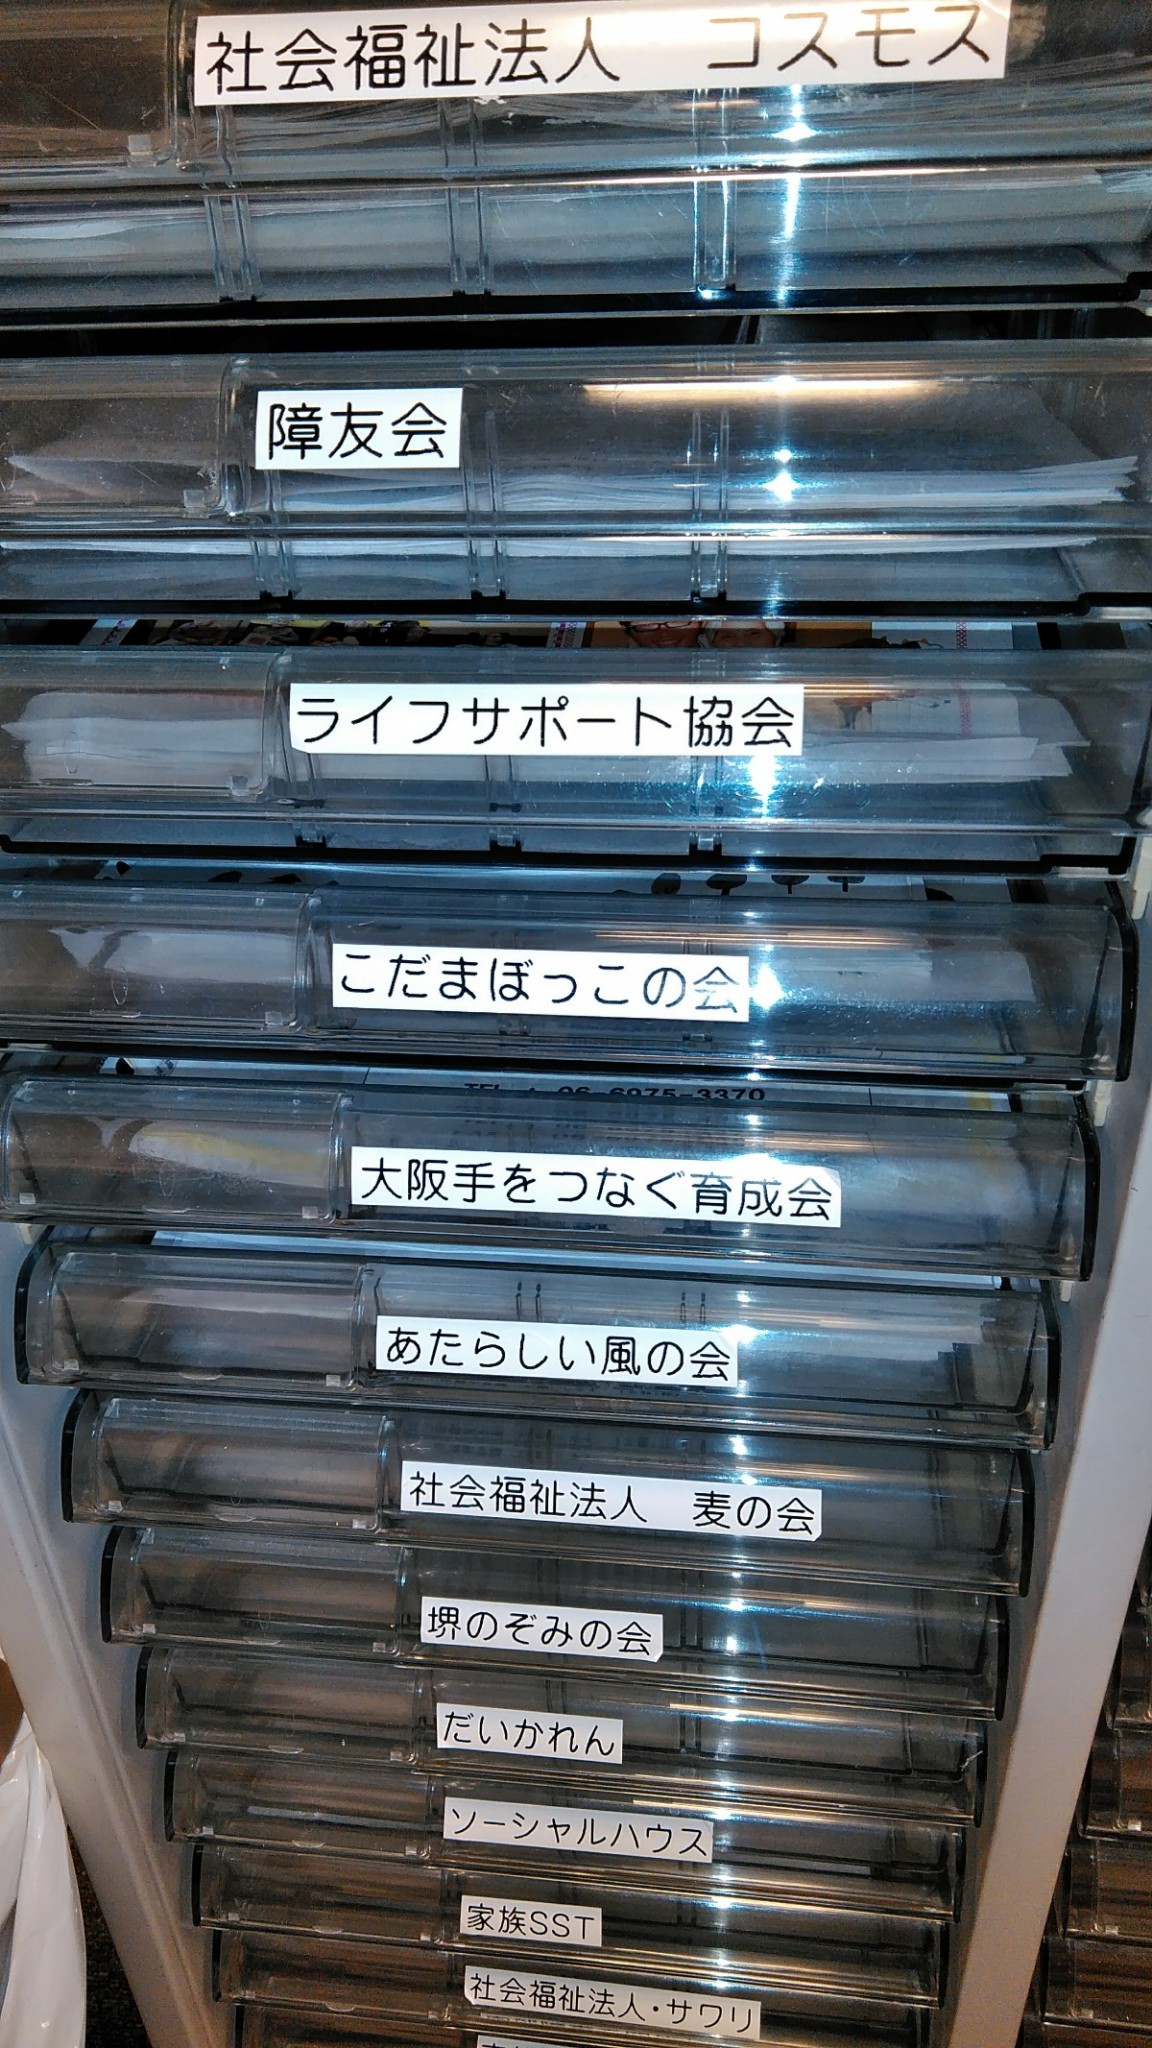 社会福祉法人　コスモス
障友会
ライフサポート協会
こだまぼっこの会
TEL : 06-6975-3370
大阪手をつなぐ育成会
あたらしい風の会
社会福祉法人　麦の会
堺のぞみの会
だいかれん
ソーシャルハウス
家族SST
社会福祉法人・サワリ